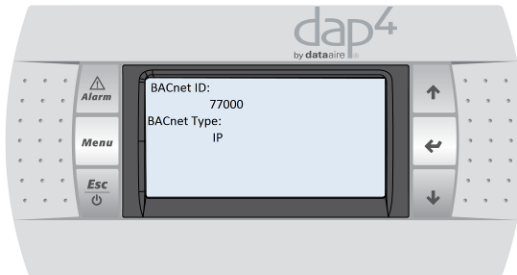 dap4
by dataaire
Alarm
BACnet ID:
77000
BACnet Type:
IP
Menu
Esc